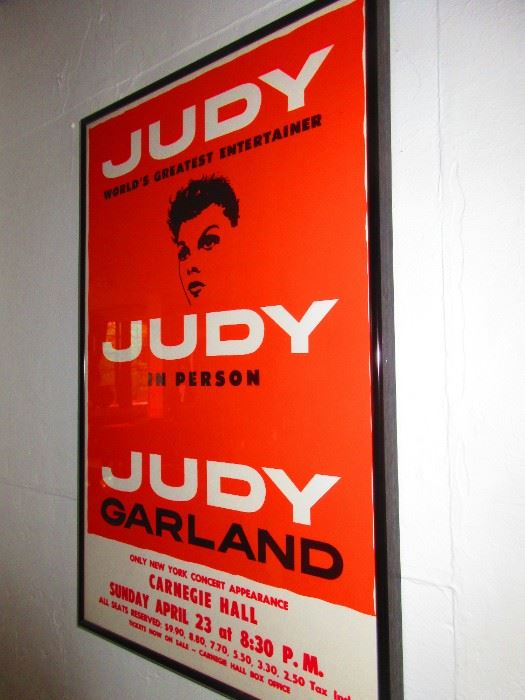 JUDY
WORLD'S GREATEST ENTERTAINER
JUDY
IN PERSON
JUDY
GARLAND
ONLY NEW YORK CONCERT APPEARANCE
CARNEGIE HALL
SUNDAY APRIL 23 at 8:30 P.M.
ALL SEATS RESERVED: $9.90, 8.80, 7.70, 5.50, 3.30, 2.50 Tax Incl
TICKETS NOW ON SALE – CARNEGIE HALL BOX OFFICE